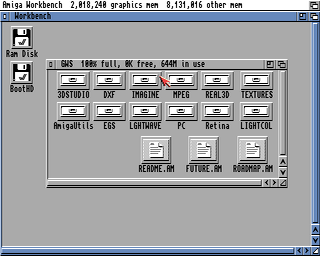 Amiga Workbench 2,018,240 graphics mem 8,131,016 other mem
Workbench
Ram Disk
BootHD
GWS 100% full, 0K free, 644M in use
3DSTUDIO DXF IMAGINE MPEG REAL3D TEXTURES
AmigaUtils EGS LGHTWAVE PC Retina LIGHTCOL
README.AM FUTURE.AM ROADMAP.AM